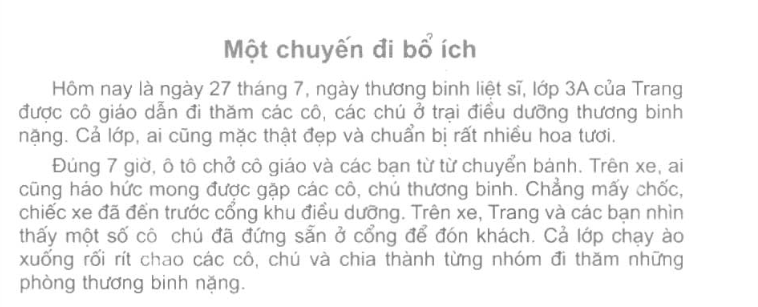 Một chuyến đi bổ ích
Hôm nay là ngày 27 tháng 7, ngày thương binh liệt sĩ, lớp 3A của Trang
được cô giáo dẫn đi thăm các cô, các chú ở trại điều dưỡng thương binh
nặng. Cả lớp, ai cũng mặc thật đẹp và chuẩn bị rất nhiều hoa tươi.
Đúng 7 giờ, ô tô chở cô giáo và các bạn từ từ chuyển bánh. Trên xe, ai
cũng háo hức mong được gặp các cô, chú thương binh. Chẳng mấy chốc,
chiếc xe đã đến trước cổng khu điều dưỡng. Trên xe, Trang và các bạn nhìn
thấy một số cô chú đã đứng sẵn ở cổng để đón khách. Cả lớp chạy ào
xuống rối rít chao các cô, chú và chia thành từng nhóm đi thăm những
phòng thương binh nặng.